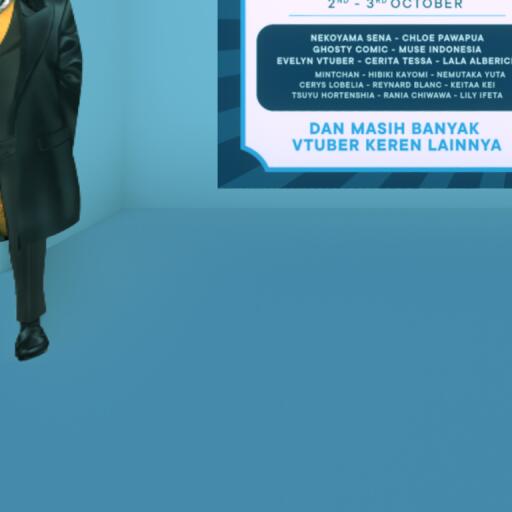 2ND - 3RD OCTOBER
NEKOYAMA SENA - CHLOE PAWAPUA
GHOSTY COMIC - MUSE INDONESIA
EVELYN VTUBER - CERITA TESSA - LALA ALBERIC
MINTCHAN - HIBIKI KAYOMI - NEMUTAKA YUTA
CERYS LOBELIA - REYNARD BLANC - KEITAA KEI
TSUYU HORTENSHIA - RANIA CHIWAWA - LILY IFETA
DAN MASIH BANYAK
VTUBER KEREN LAINNYA